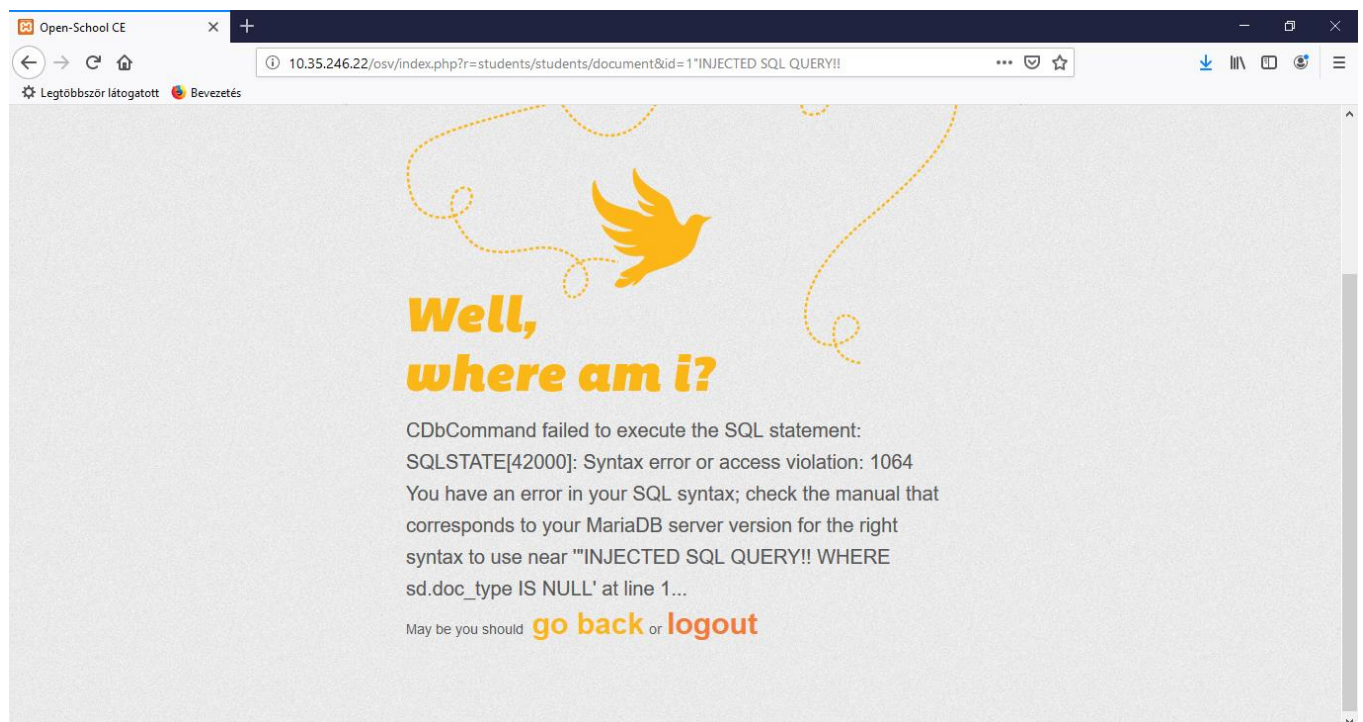 Open-School CE
10.35.246.22/osv/index.php?r=students/students/document&id=1"INJECTED SQL QUERY!!
Legtöbbször látogatott Bevezetés
Well,
where am i?
CDbCommand failed to execute the SQL statement:
SQLSTATE[42000]: Syntax error or access violation: 1064
You have an error in your SQL syntax; check the manual that
corresponds to your MariaDB server version for the right
syntax to use near '"INJECTED SQL QUERY!! WHERE
sd.doc_type IS NULL' at line 1...
May be you should go back or logout